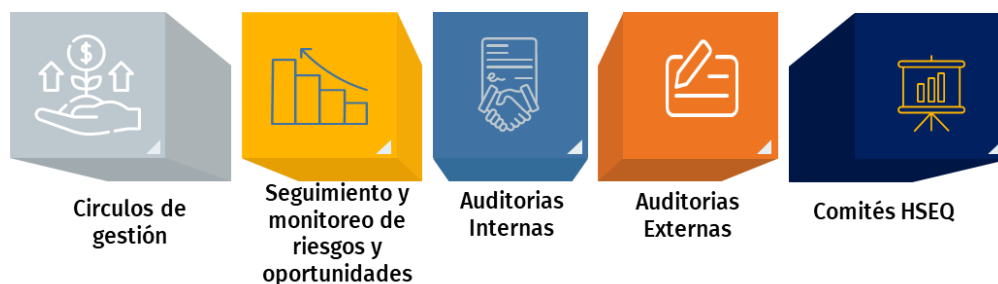 $
Circulos de
gestión
Seguimiento y
monitoreo de
riesgos y
oportunidades
Auditorias
Internas
Auditorias
Externas
Comités HSEQ